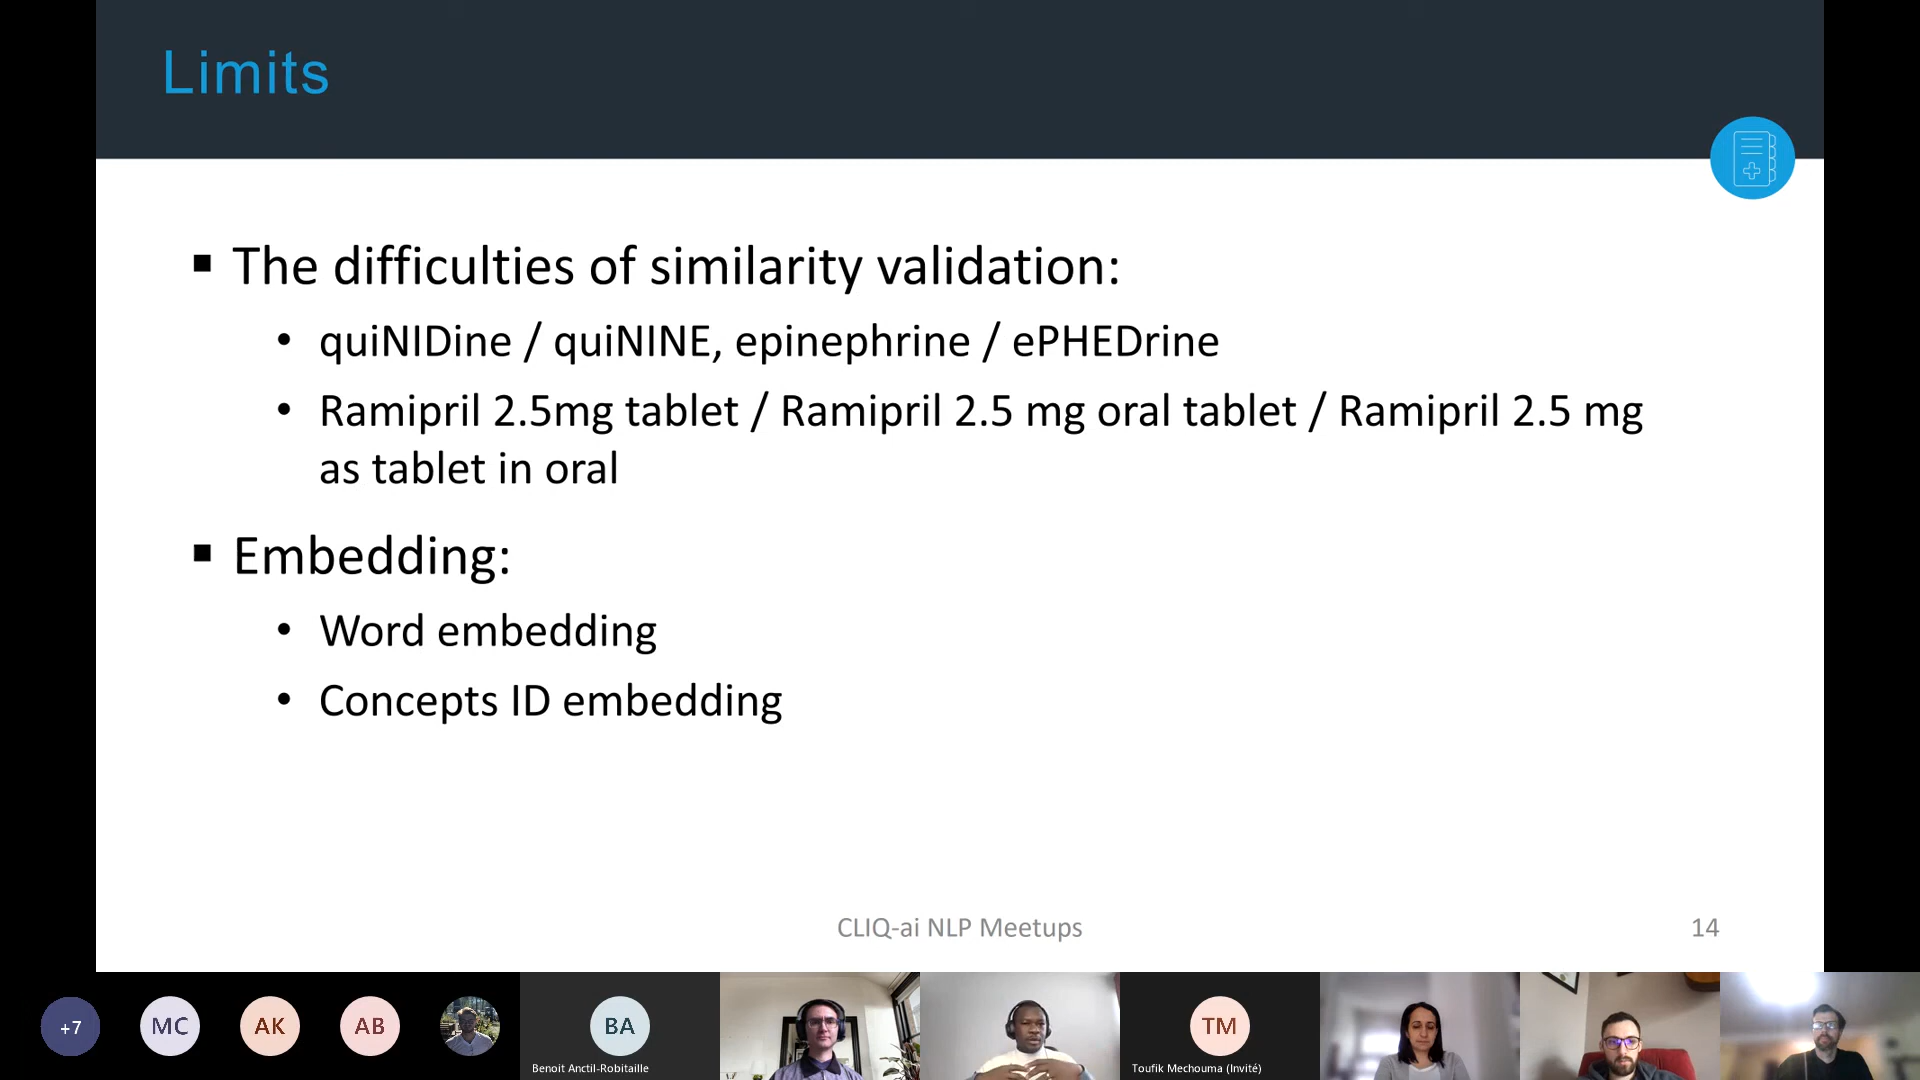 Limits
▪ The difficulties of similarity validation:
• quiNIDine / quiNINE, epinephrine / ePHEDrine
• Ramipril 2.5mg tablet / Ramipril 2.5 mg oral tablet / Ramipril 2.5 mg
as tablet in oral
▪ Embedding:
• Word embedding
• Concepts ID embedding
CLIQ-ai NLP Meetups
14
+7
MC
AK
AB
BA
Benoit Anctil-Robitaille
TM
Toufik Mechouma (Invité)